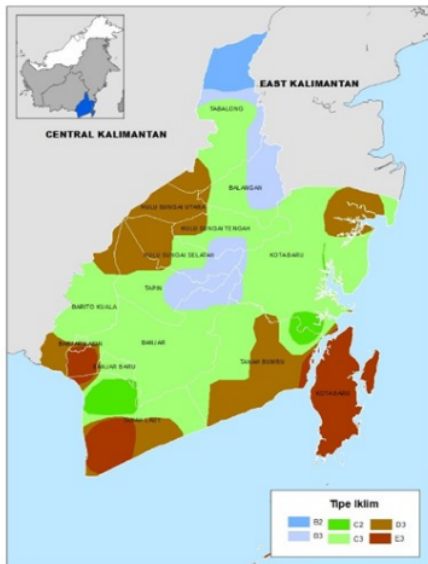 EAST KALIMANTAN
TABALONG
CENTRAL KALIMANTAN
BALANGAN
HULU SUNGAI UTARA
HULU SUNGAI TENGAH
HULU SUNGAI SELATAN
KOTABARU
TAPIN
BARITO KUALA
BANJAR
TANAH BUMBU
BANJAR BARU
KOTABARU
TANAH LAUT
Tipe Iklim
B2
C2
D3
B3
C3
E3